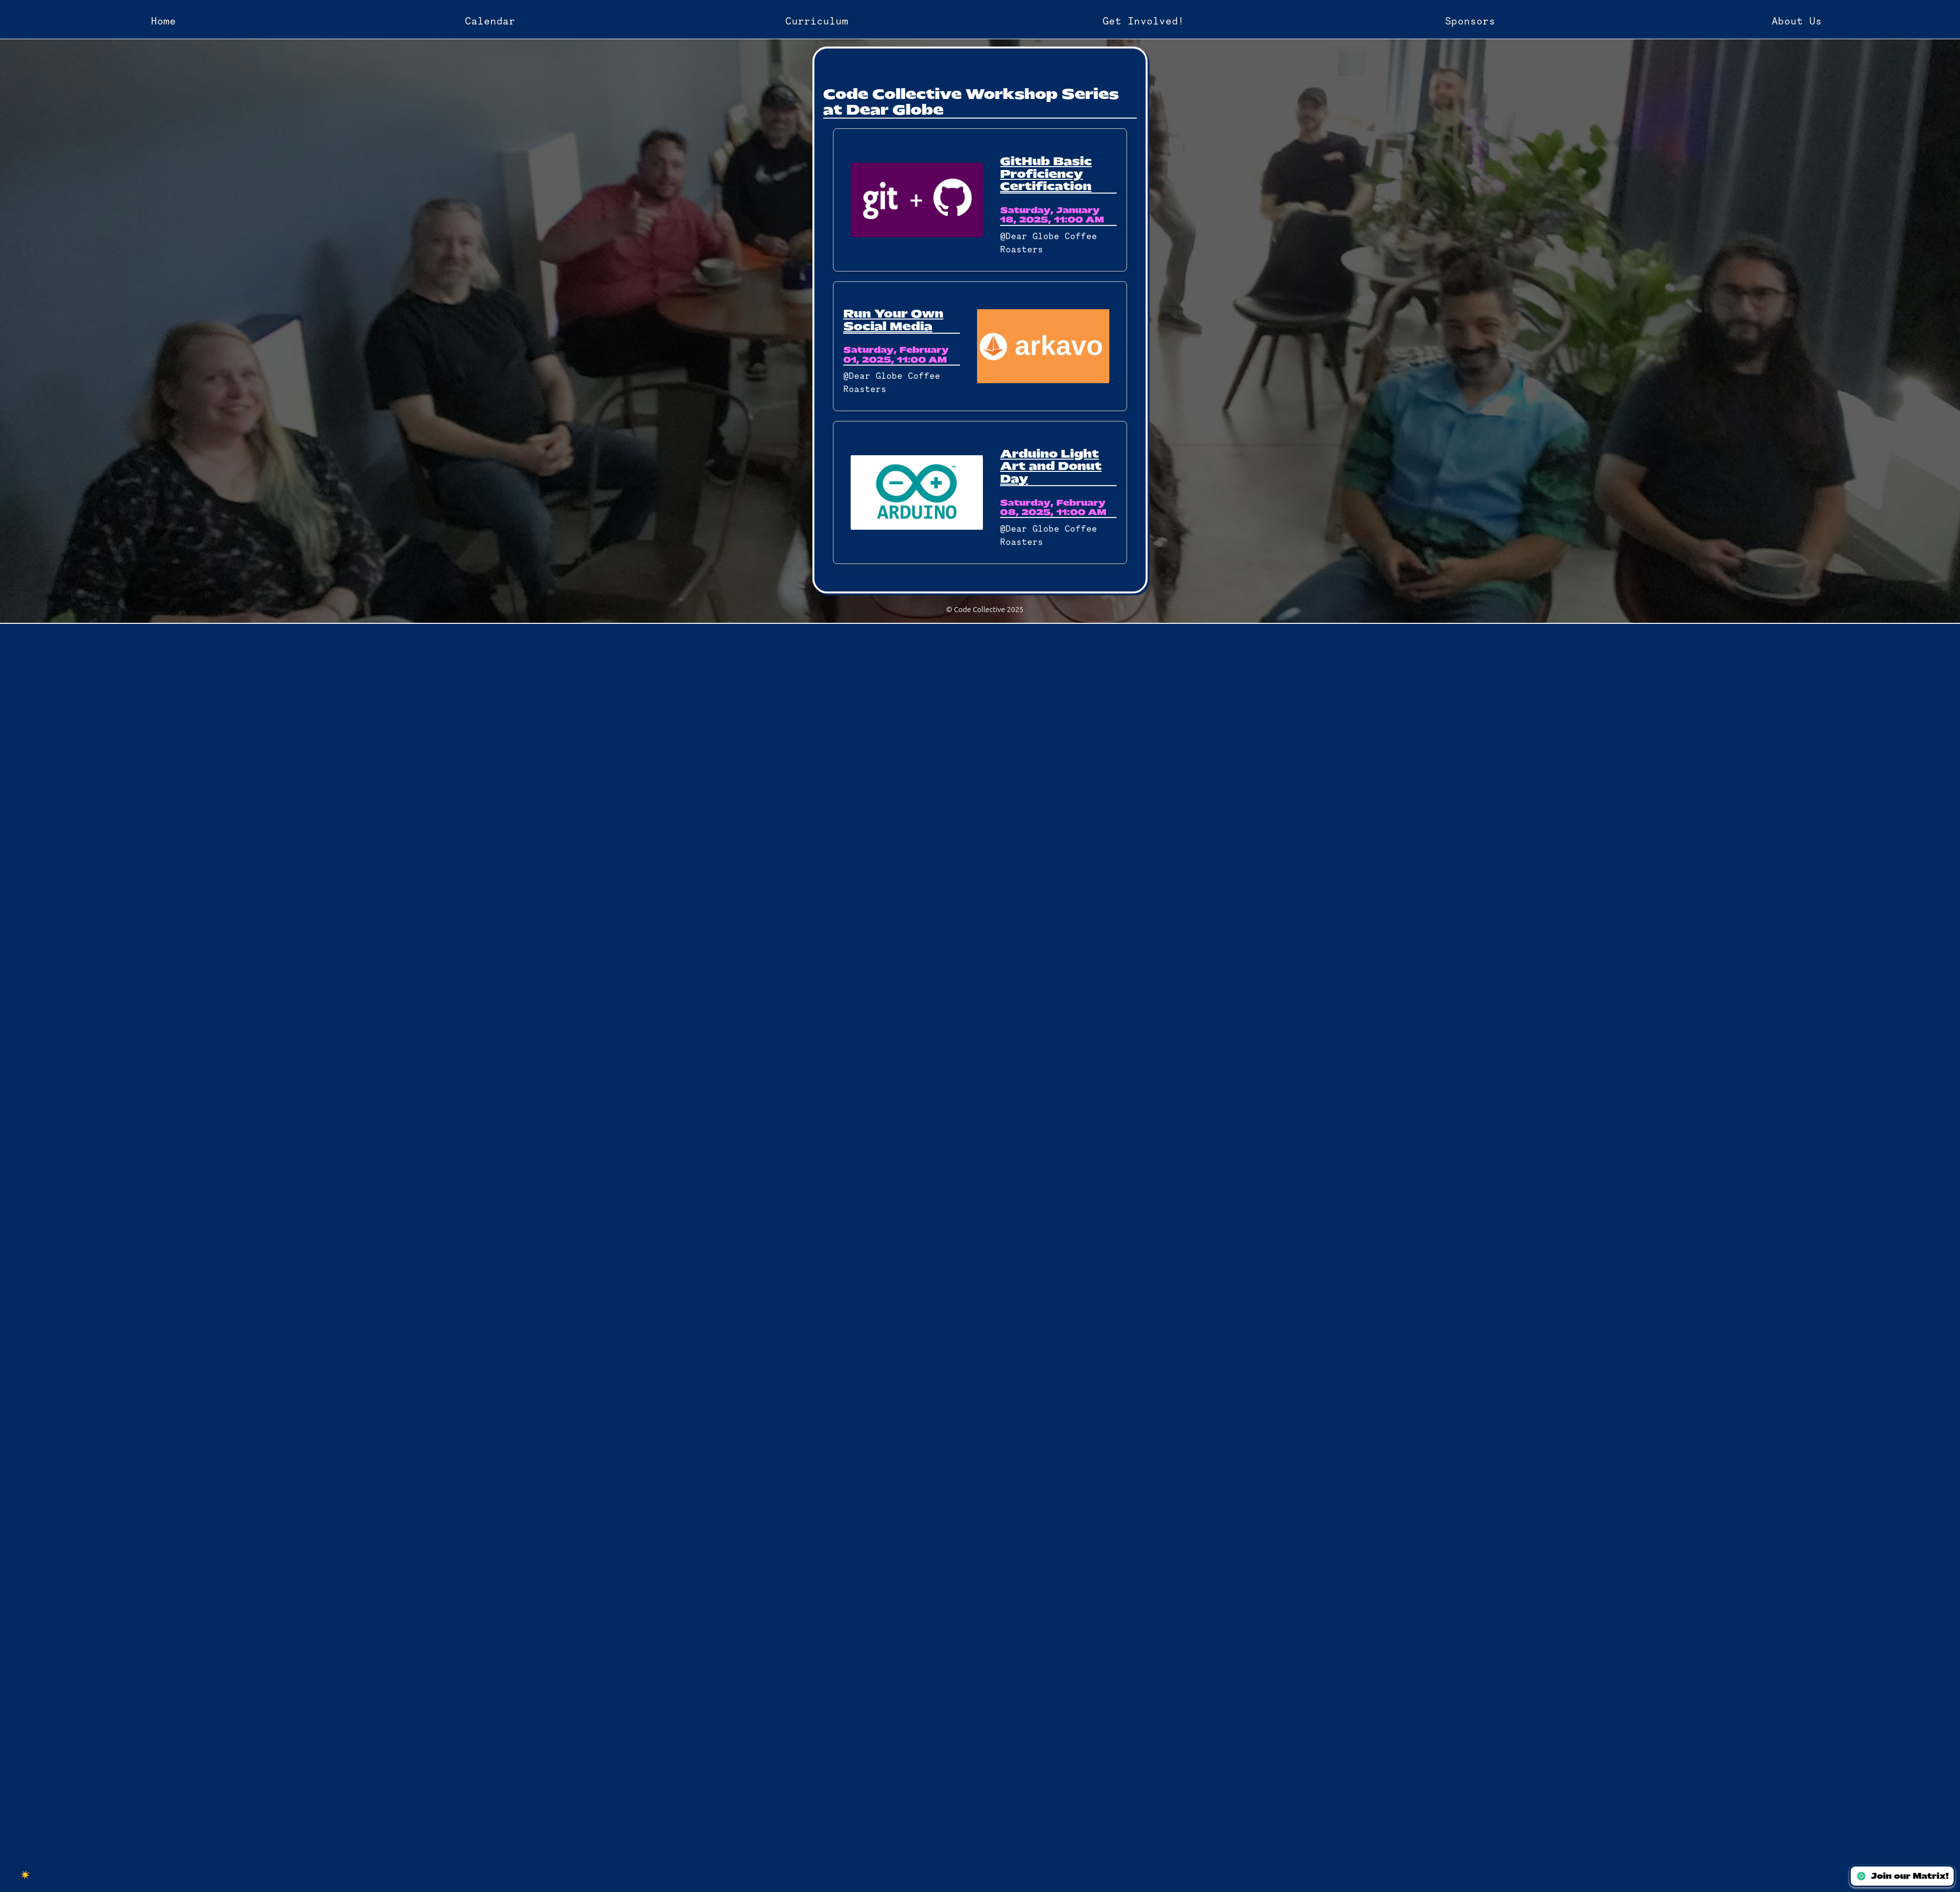 Home Calendar Curriculum Get Involved! Sponsors About Us
Code Collective Workshop Series
at Dear Globe
git +
GitHub Basic
Proficiency
Certification
Saturday, January
18, 2025, 11:00 AM
@Dear Globe Coffee
Roasters
Run Your Own
Social Media
Saturday, February
01, 2025, 11:00 AM
@Dear Globe Coffee
Roasters
arkavo
ARDUINO
Arduino Light
Art and Donut
Day
Saturday, February
08, 2025, 11:00 AM
@Dear Globe Coffee
Roasters
© Code Collective 2025
Join our Matrix!